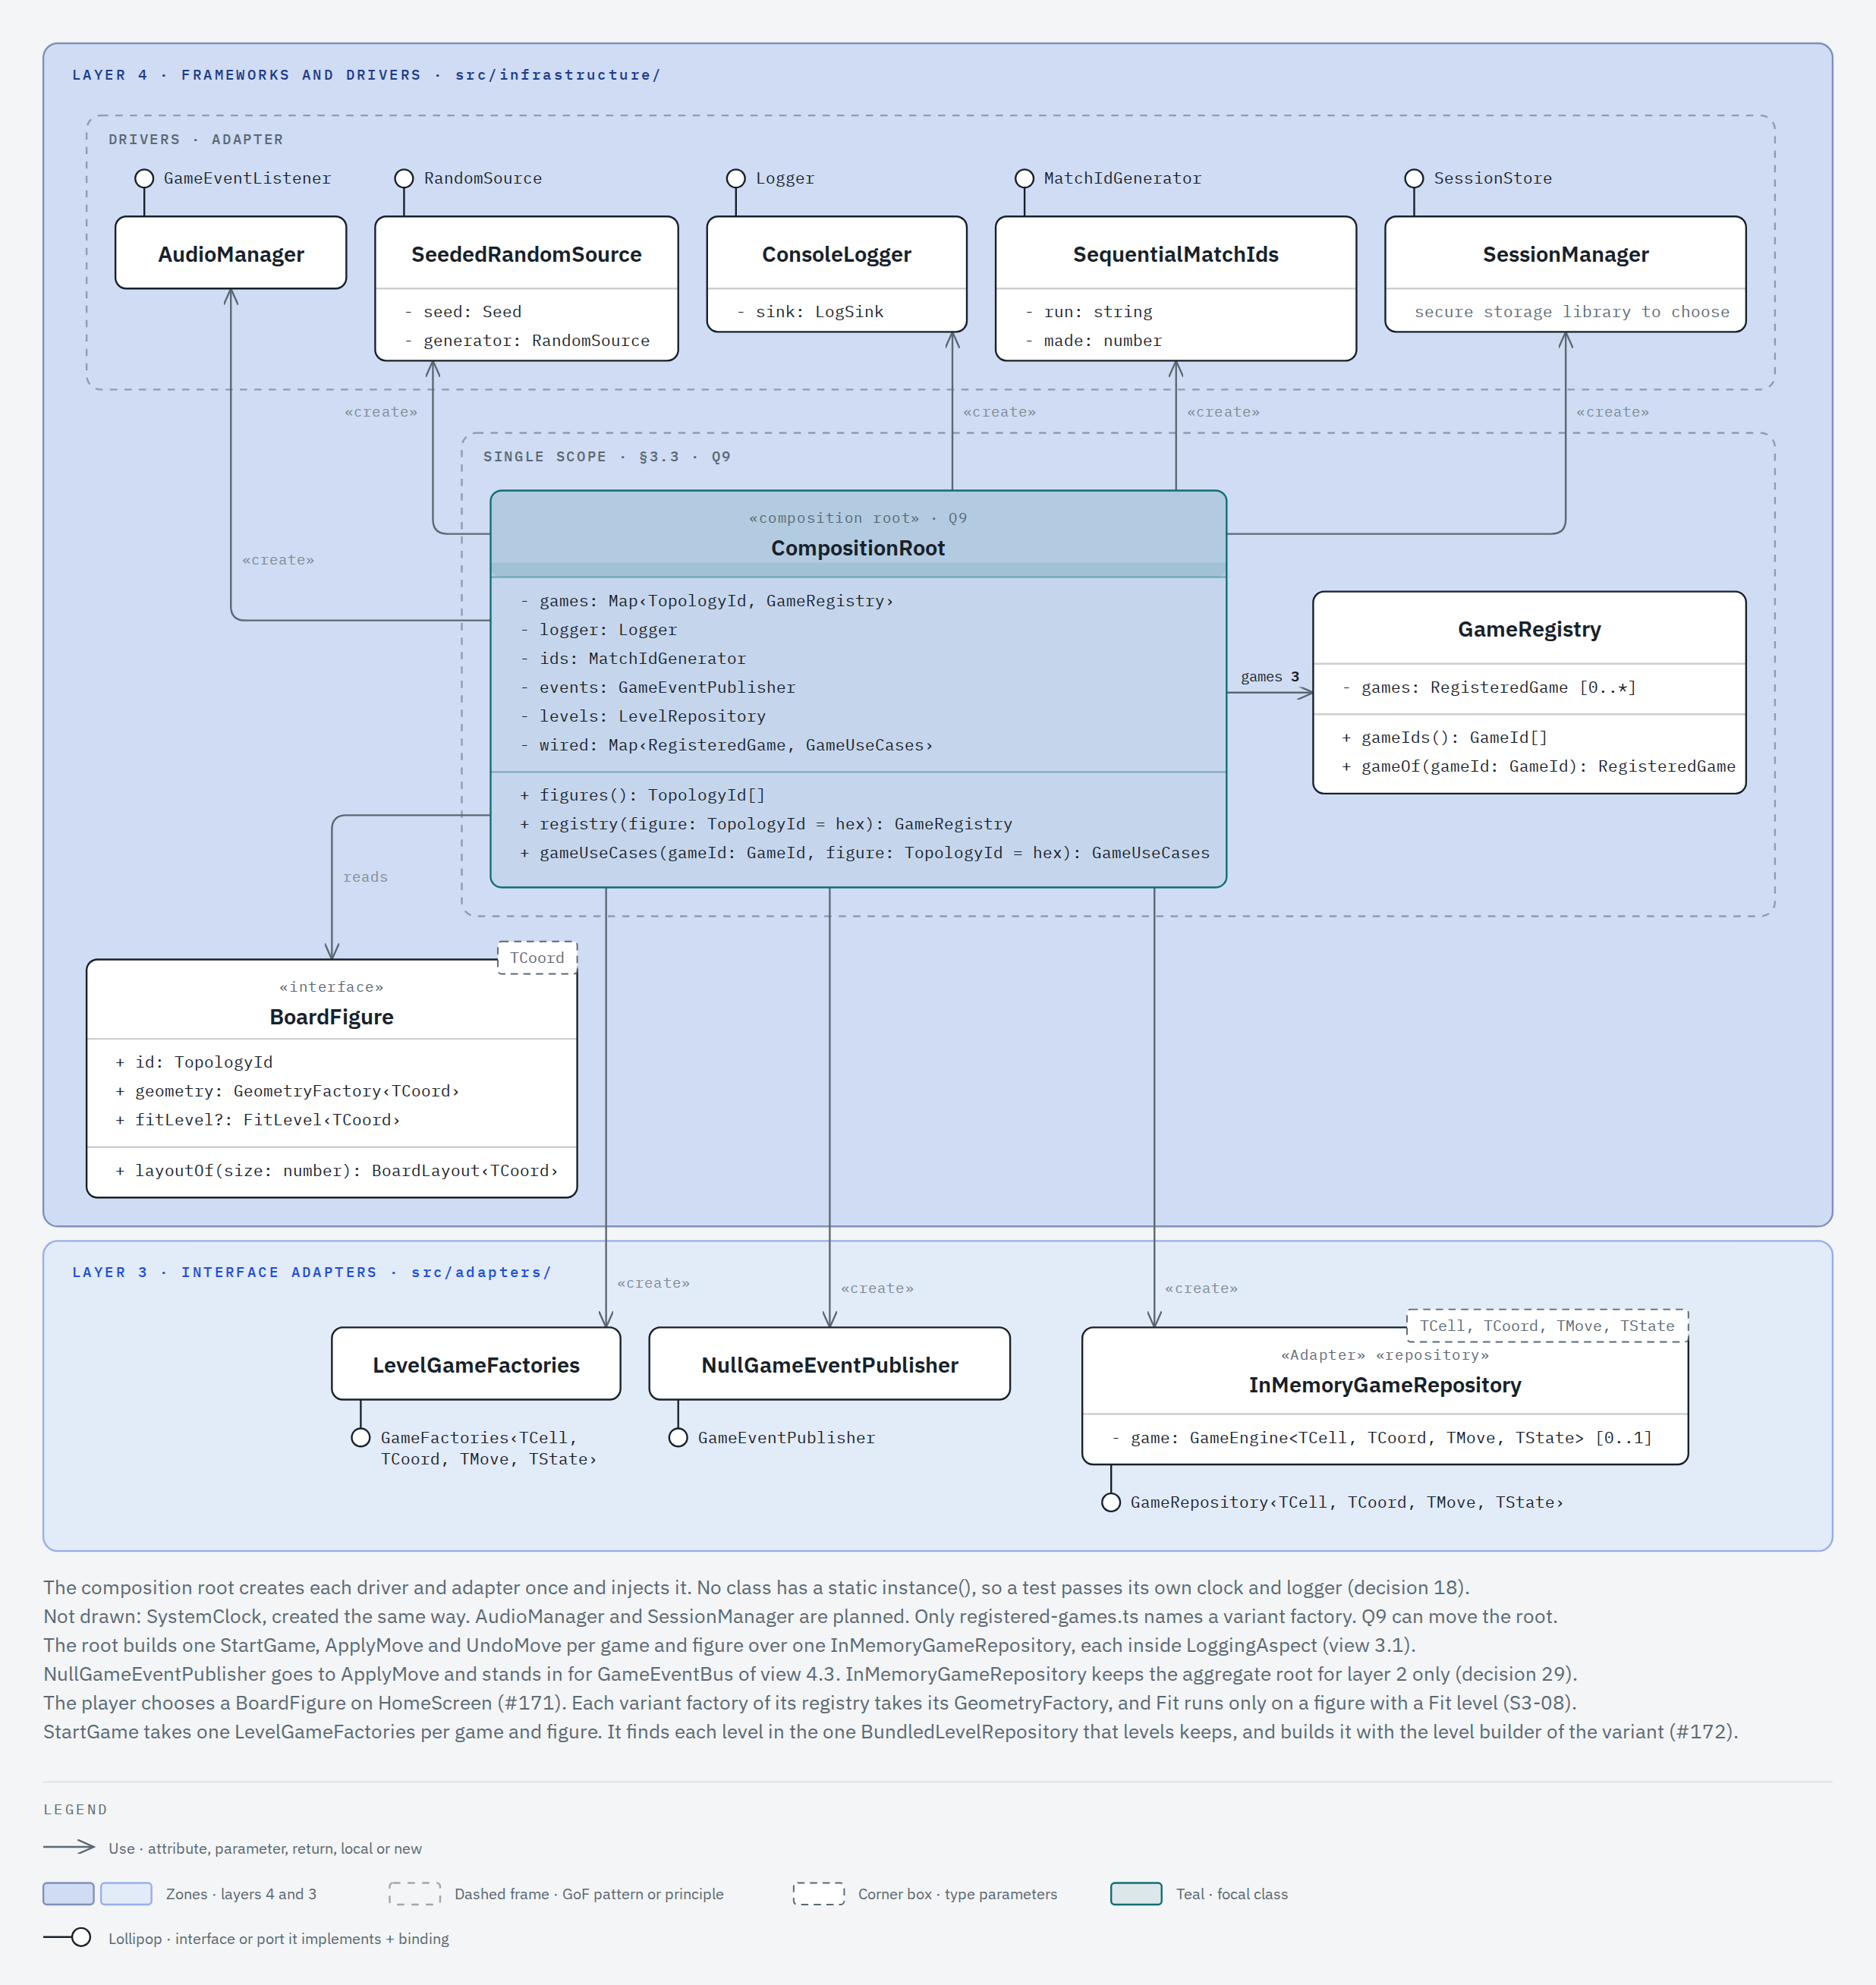 LAYER 4 · FRAMEWORKS AND DRIVERS · src/infrastructure/
DRIVERS · ADAPTER
GameEventListener
RandomSource
Logger
MatchIdGenerator
SessionStore
AudioManager
SeededRandomSource
- seed: Seed
- generator: RandomSource
ConsoleLogger
- sink: LogSink
SequentialMatchIds
- run: string
- made: number
SessionManager
secure storage library to choose
«create»
«create»
«create»
«create»
«create»
SINGLE SCOPE · §3.3 · Q9
«composition root» · Q9
CompositionRoot
- games: Map‹TopologyId, GameRegistry›
- logger: Logger
- ids: MatchIdGenerator
- events: GameEventPublisher
- levels: LevelRepository
- wired: Map‹RegisteredGame, GameUseCases›
+ figures(): TopologyId[]
+ registry(figure: TopologyId = hex): GameRegistry
+ gameUseCases(gameId: GameId, figure: TopologyId = hex): GameUseCases
games 3
GameRegistry
- games: RegisteredGame [0..*]
+ gameIds(): GameId[]
+ gameOf(gameId: GameId): RegisteredGame
reads
TCoord
«interface»
BoardFigure
+ id: TopologyId
+ geometry: GeometryFactory‹TCoord›
+ fitLevel?: FitLevel‹TCoord›
+ layoutOf(size: number): BoardLayout‹TCoord›
LAYER 3 · INTERFACE ADAPTERS · src/adapters/
«create»
«create»
«create»
LevelGameFactories
GameFactories‹TCell,
TCoord, TMove, TState›
NullGameEventPublisher
GameEventPublisher
TCell, TCoord, TMove, TState
«Adapter» «repository»
InMemoryGameRepository
- game: GameEngine<TCell, TCoord, TMove, TState> [0..1]
GameRepository‹TCell, TCoord, TMove, TState›
The composition root creates each driver and adapter once and injects it. No class has a static instance(), so a test passes its own clock and logger (decision 18).
Not drawn: SystemClock, created the same way. AudioManager and SessionManager are planned. Only registered-games.ts names a variant factory. Q9 can move the root.
The root builds one StartGame, ApplyMove and UndoMove per game and figure over one InMemoryGameRepository, each inside LoggingAspect (view 3.1).
NullGameEventPublisher goes to ApplyMove and stands in for GameEventBus of view 4.3. InMemoryGameRepository keeps the aggregate root for layer 2 only (decision 29).
The player chooses a BoardFigure on HomeScreen (#171). Each variant factory of its registry takes its GeometryFactory, and Fit runs only on a figure with a Fit level (S3-08).
StartGame takes one LevelGameFactories per game and figure. It finds each level in the one BundledLevelRepository that levels keeps, and builds it with the level builder of the variant (#172).
LEGEND
Use · attribute, parameter, return, local or new
Zones · layers 4 and 3
Dashed frame · GoF pattern or principle
Corner box · type parameters
Teal · focal class
Lollipop · interface or port it implements + binding